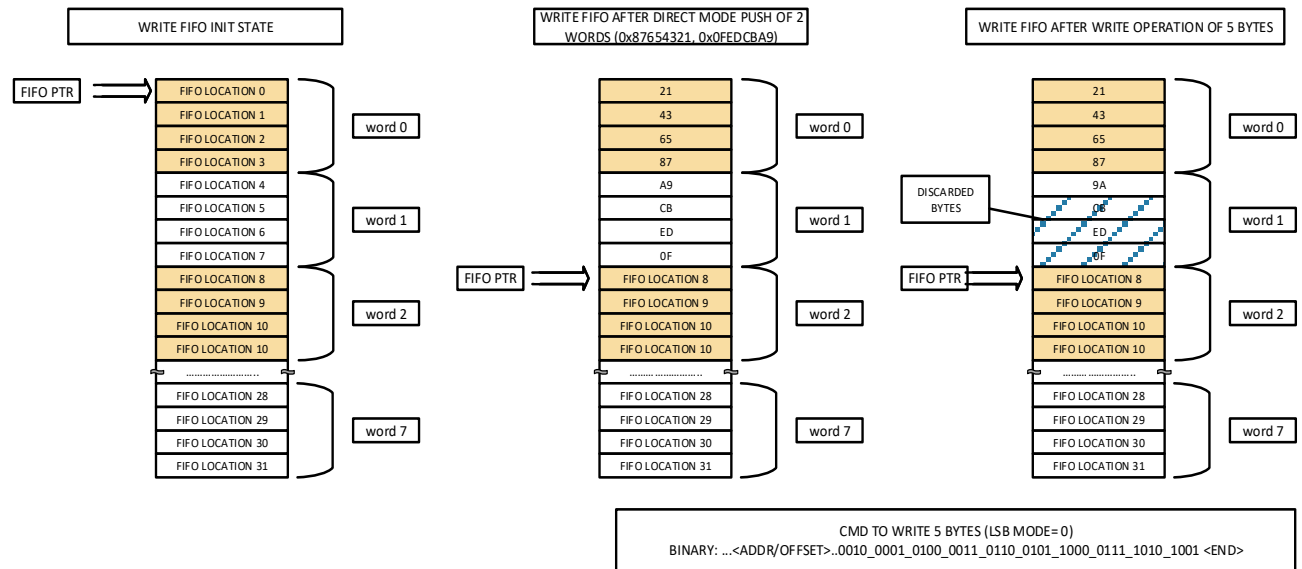 WRITE FIFO INIT STATE
WRITE FIFO AFTER DIRECT MODE PUSH OF 2
WORDS (0x87654321, 0x0FEDCBA9)
WRITE FIFO AFTER WRITE OPERATION OF 5 BYTES
FIFO PTR
FIFO LOCATION 0
FIFO LOCATION 1
FIFO LOCATION 2
FIFO LOCATION 3
FIFO LOCATION 4
FIFO LOCATION 5
FIFO LOCATION 6
FIFO LOCATION 7
FIFO LOCATION 8
FIFO LOCATION 9
FIFO LOCATION 10
FIFO LOCATION 10
........................
FIFO LOCATION 28
FIFO LOCATION 29
FIFO LOCATION 30
FIFO LOCATION 31
word 0
word 1
word 2
word 7
FIFO PTR
21
43
65
87
A9
CB
ED
0F
FIFO LOCATION 8
FIFO LOCATION 9
FIFO LOCATION 10
FIFO LOCATION 10
........................
FIFO LOCATION 28
FIFO LOCATION 29
FIFO LOCATION 30
FIFO LOCATION 31
word 0
word 1
word 2
word 7
DISCARDED
BYTES
FIFO PTR
21
43
65
87
9A
CB
ED
0F
FIFO LOCATION 8
FIFO LOCATION 9
FIFO LOCATION 10
FIFO LOCATION 10
........................
FIFO LOCATION 28
FIFO LOCATION 29
FIFO LOCATION 30
FIFO LOCATION 31
word 0
word 1
word 2
word 7
CMD TO WRITE 5 BYTES (LSB MODE= 0)
BINARY: ...<ADDR/OFFSET>..0010_0001_0100_0011_0110_0101_1000_0111_1010_1001 <END>